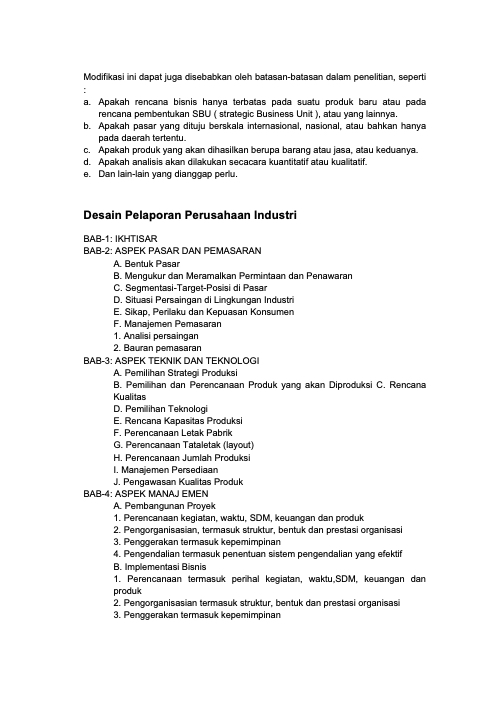 Modifikasi ini dapat juga disebabkan oleh batasan-batasan dalam penelitian, seperti
:
a. Apakah rencana bisnis hanya terbatas pada suatu produk baru atau pada
rencana pembentukan SBU ( strategic Business Unit ), atau yang lainnya.
b. Apakah pasar yang dituju berskala internasional, nasional, atau bahkan hanya
pada daerah tertentu.
c. Apakah produk yang akan dihasilkan berupa barang atau jasa, atau keduanya.
d. Apakah analisis akan dilakukan secacara kuantitatif atau kualitatif.
e. Dan lain-lain yang dianggap perlu.
Desain Pelaporan Perusahaan Industri
BAB-1: IKHTISAR
BAB-2: ASPEK PASAR DAN PEMASARAN
A. Bentuk Pasar
B. Mengukur dan Meramalkan Permintaan dan Penawaran
C. Segmentasi-Target-Posisi di Pasar
D. Situasi Persaingan di Lingkungan Industri
E. Sikap, Perilaku dan Kepuasan Konsumen
F. Manajemen Pemasaran
1. Analisi persaingan
2. Bauran pemasaran
BAB-3: ASPEK TEKNIK DAN TEKNOLOGI
A. Pemilihan Strategi Produksi
B. Pemilihan dan Perencanaan Produk yang akan Diproduksi C. Rencana
Kualitas
D. Pemilihan Teknologi
E. Rencana Kapasitas Produksi
F. Perencanaan Letak Pabrik
G. Perencanaan Tataletak (layout)
H. Perencanaan Jumlah Produksi
I. Manajemen Persediaan
J. Pengawasan Kualitas Produk
BAB-4: ASPEK MANAJ EMEN
A. Pembangunan Proyek
1. Perencanaan kegiatan, waktu, SDM, keuangan dan produk
2. Pengorganisasian, termasuk struktur, bentuk dan prestasi organisasi
3. Penggerakan termasuk kepemimpinan
4. Pengendalian termasuk penentuan sistem pengendalian yang efektif
B. Implementasi Bisnis
1. Perencanaan termasuk perihal kegiatan, waktu,SDM, keuangan dan
produk
2. Pengorganisasian termasuk struktur, bentuk dan prestasi organisasi
3. Penggerakan termasuk kepemimpinan